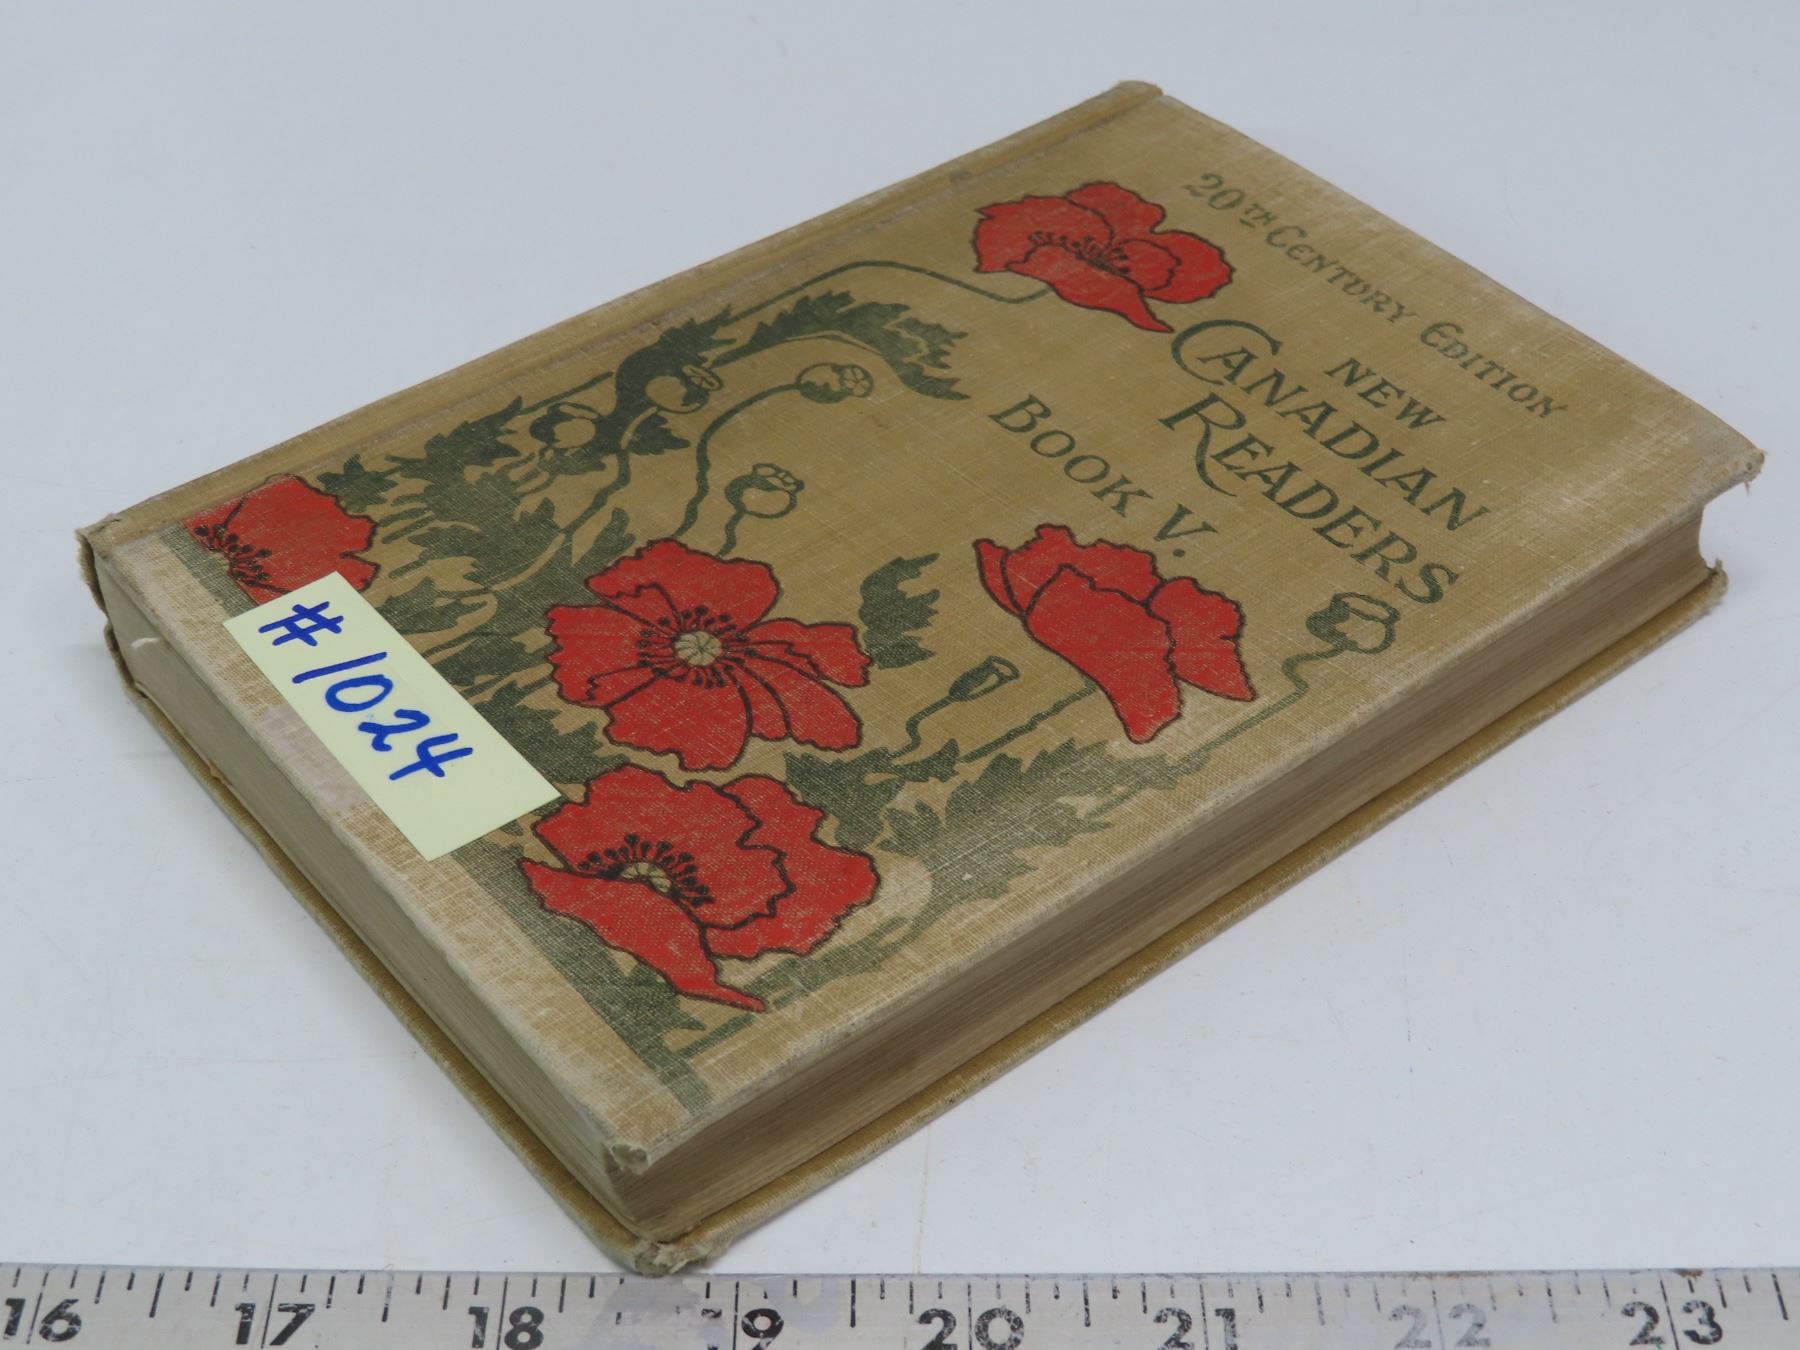 20TH CENTURY EDITION
NEW
CANADIAN
READERS
BOOK V.
#1024
16 17 18 19 20 21 22 23